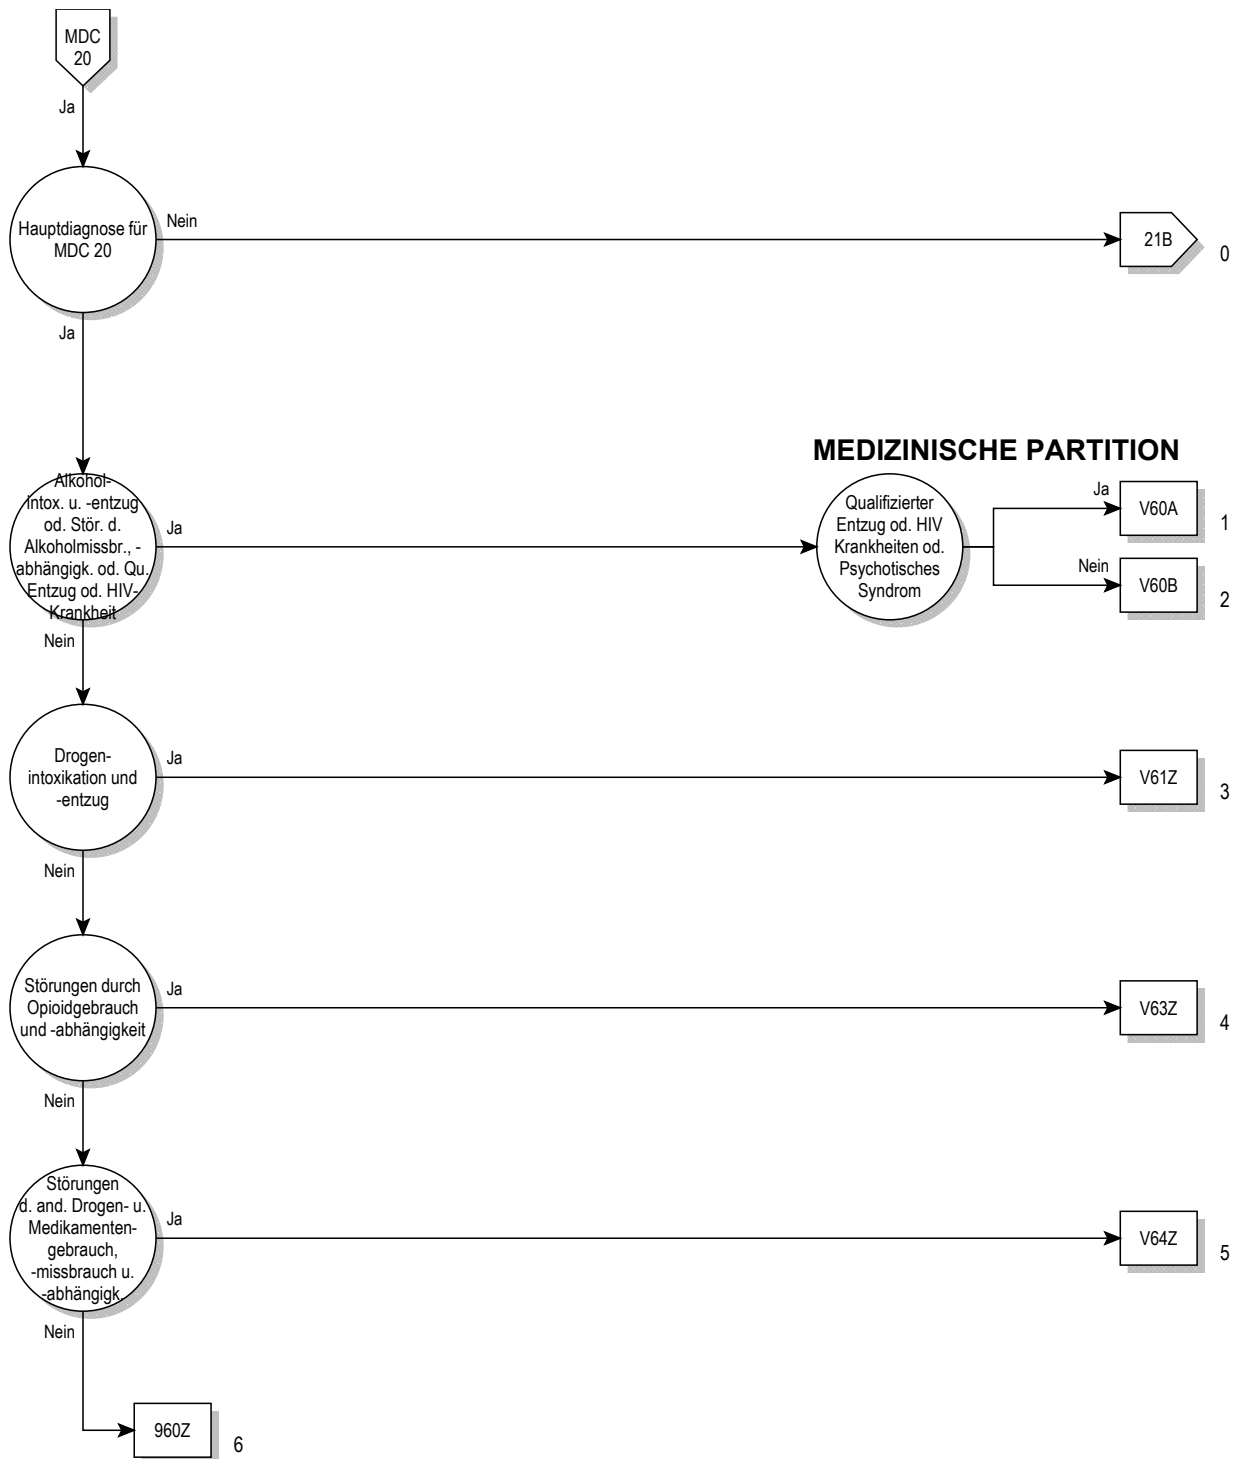 MDC
20
Ja
Hauptdiagnose für
MDC 20
Nein
21B
0
Ja
MEDIZINISCHE PARTITION
Alkohol-
intox. u. -entzug
od. Stör. d.
Alkoholmissbr., -
abhängigk. od. Qu.
Entzug od. HIV-
Krankheit
Ja
Qualifizierter
Entzug od. HIV
Krankheiten od.
Psychotisches
Syndrom
Ja
V60A
1
Nein
V60B
2
Nein
Drogen-
intoxikation und
-entzug
Ja
V61Z
3
Nein
Störungen durch
Opioidgebrauch
und -abhängigkeit
Ja
V63Z
4
Nein
Störungen
d. and. Drogen- u.
Medikamenten-
gebrauch,
-missbrauch u.
-abhängigk.
Ja
V64Z
5
Nein
960Z
6